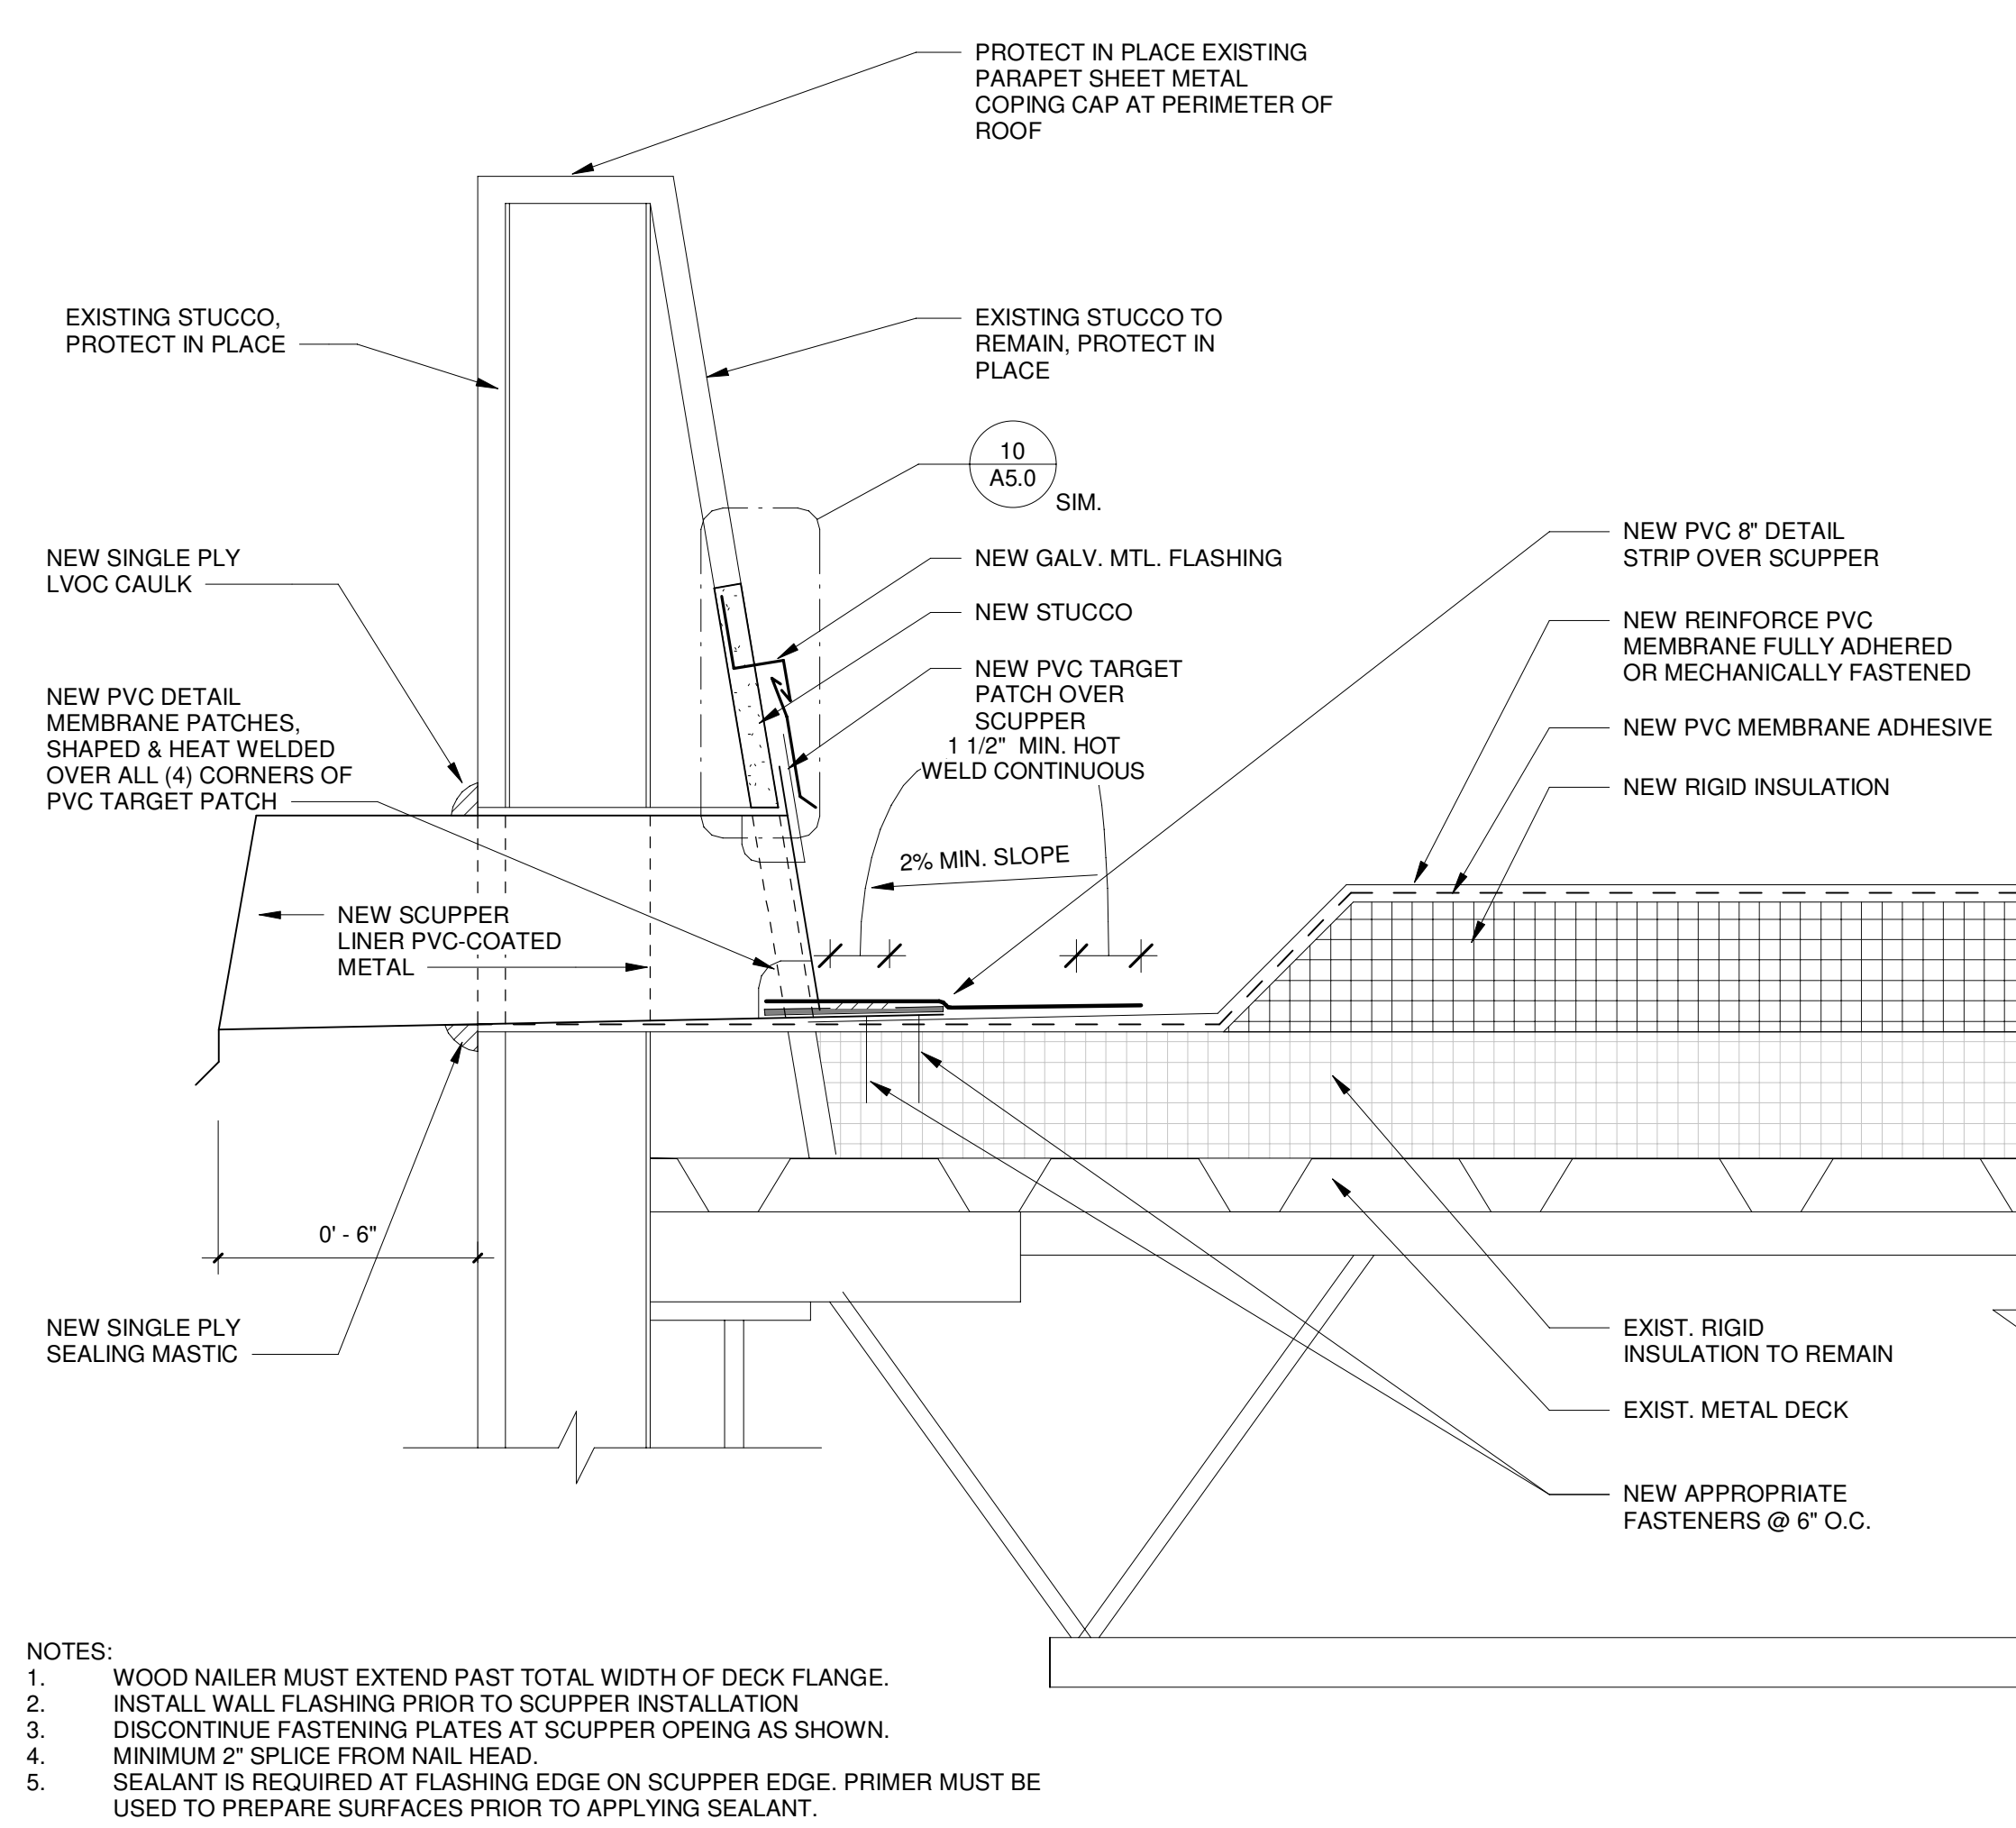 PROTECT IN PLACE EXISTING
PARAPET SHEET METAL
COPING CAP AT PERIMETER OF
ROOF
EXISTING STUCCO,
PROTECT IN PLACE
EXISTING STUCCO TO
REMAIN, PROTECT IN
PLACE
10
A5.0
SIM.
NEW SINGLE PLY
LVOC CAULK
NEW GALV. MTL. FLASHING
NEW STUCCO
NEW PVC TARGET
PATCH OVER
SCUPPER
1 1/2" MIN. HOT
WELD CONTINUOUS
NEW PVC DETAIL
MEMBRANE PATCHES,
SHAPED & HEAT WELDED
OVER ALL (4) CORNERS OF
PVC TARGET PATCH
NEW PVC 8" DETAIL
STRIP OVER SCUPPER
NEW REINFORCE PVC
MEMBRANE FULLY ADHERED
OR MECHANICALLY FASTENED
NEW PVC MEMBRANE ADHESIVE
NEW RIGID INSULATION
2% MIN. SLOPE
NEW SCUPPER
LINER PVC-COATED
METAL
0' - 6"
NEW SINGLE PLY
SEALING MASTIC
EXIST. RIGID
INSULATION TO REMAIN
EXIST. METAL DECK
NEW APPROPRIATE
FASTENERS @ 6" O.C.
NOTES:
1. WOOD NAILER MUST EXTEND PAST TOTAL WIDTH OF DECK FLANGE.
2. INSTALL WALL FLASHING PRIOR TO SCUPPER INSTALLATION
3. DISCONTINUE FASTENING PLATES AT SCUPPER OPEING AS SHOWN.
4. MINIMUM 2" SPLICE FROM NAIL HEAD.
5. SEALANT IS REQUIRED AT FLASHING EDGE ON SCUPPER EDGE. PRIMER MUST BE
USED TO PREPARE SURFACES PRIOR TO APPLYING SEALANT.